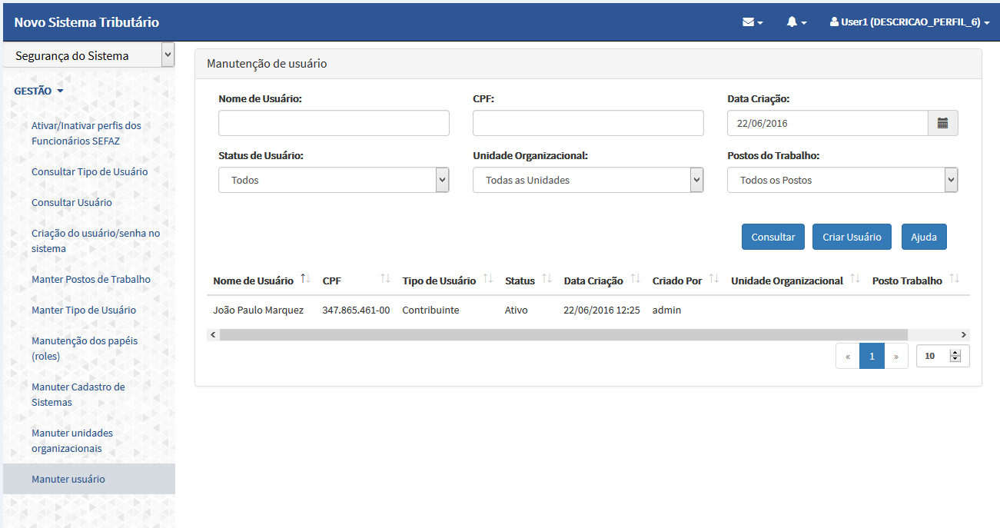 Novo Sistema Tributário
User1 (DESCRICAO_PERFIL_6)
Segurança do Sistema
GESTÃO
Ativar/Inativar perfis dos
Funcionários SEFAZ
Consultar Tipo de Usuário
Consultar Usuário
Criação do usuário/senha no
sistema
Manter Postos de Trabalho
Manter Tipo de Usuário
Manutenção dos papéis
(roles)
Manuter Cadastro de
Sistemas
Manuter unidades
organizacionais
Manuter usuário
Manutenção de usuário
Nome de Usuário: CPF: Data Criação:
22/06/2016
Status de Usuário: Unidade Organizacional: Postos do Trabalho:
Todos Todas as Unidades Todos os Postos
Consultar Criar Usuário Ajuda
Nome de Usuário CPF Tipo de Usuário Status Data Criação Criado Por Unidade Organizacional Posto Trabalho
João Paulo Marquez 347.865.461-00 Contribuinte Ativo 22/06/2016 12:25 admin
« 1 » 10